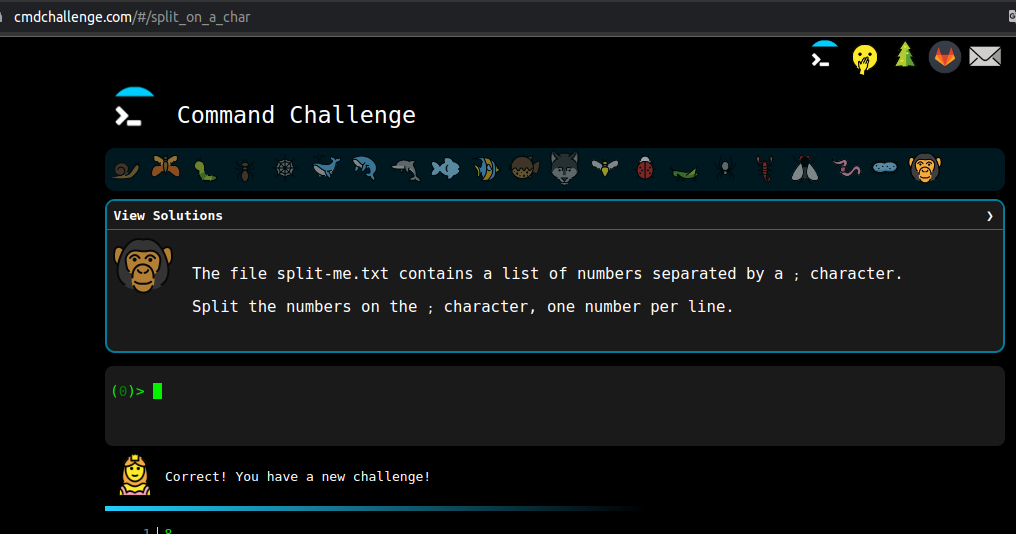 cmdchallenge.com/#/split_on_a_char
Command Challenge
View Solutions
The file split-me.txt contains a list of numbers separated by a ; character.
Split the numbers on the ; character, one number per line.
(0)>
Correct! You have a new challenge!
1 8